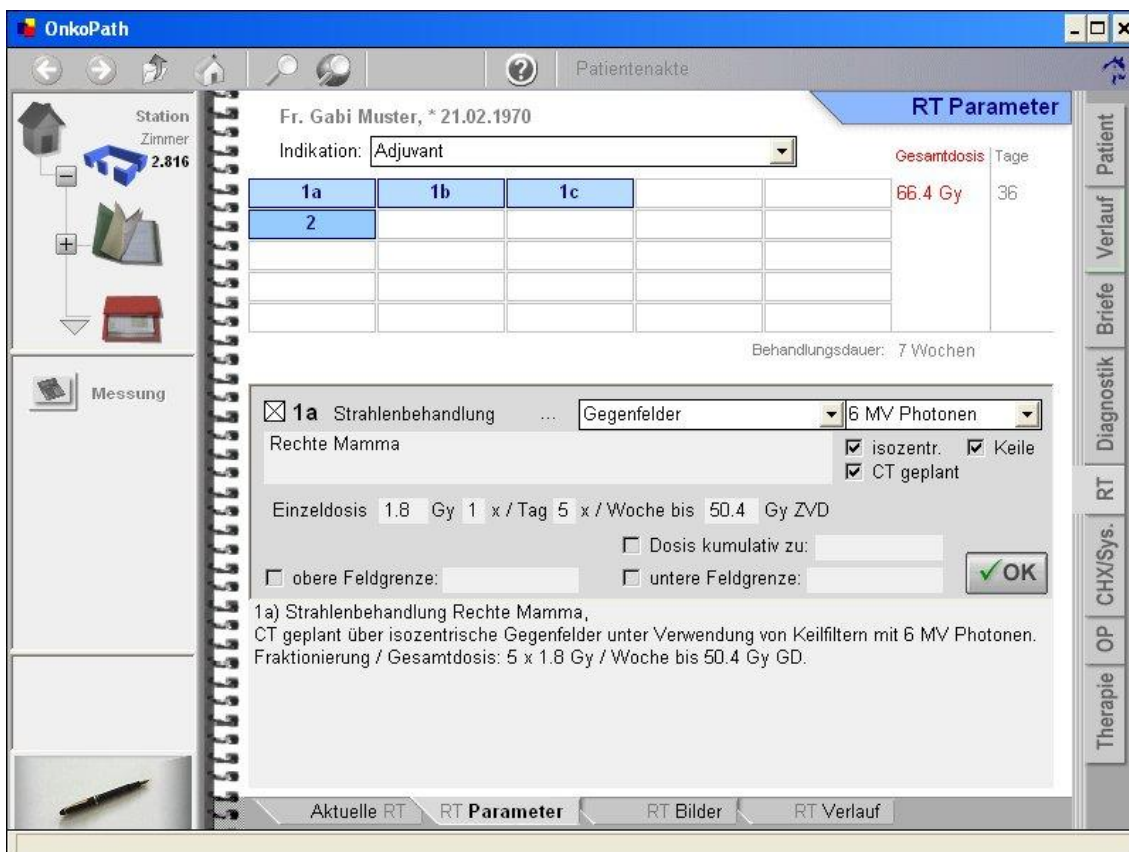 OnkoPath
Patientenakte
Station
Zimmer
2.816
Messung
Fr. Gabi Muster, * 21.02.1970
RT Parameter
Indikation: Adjuvant
Gesamtdosis Tage
1a 1b 1c 66.4 Gy 36
2
Behandlungsdauer: 7 Wochen
1a Strahlenbehandlung ... Gegenfelder 6 MV Photonen
Rechte Mamma
isozentr. Keile
CT geplant
Einzeldosis 1.8 Gy 1 x / Tag 5 x / Woche bis 50.4 Gy ZVD
Dosis kumulativ zu:
obere Feldgrenze: untere Feldgrenze:
OK
1a) Strahlenbehandlung Rechte Mamma,
CT geplant über isozentrische Gegenfelder unter Verwendung von Keilfiltern mit 6 MV Photonen.
Fraktionierung / Gesamtdosis: 5 x 1.8 Gy / Woche bis 50.4 Gy GD.
Aktuelle RT RT Parameter RT Bilder RT Verlauf
Patient
Verlauf
Briefe
Diagnostik
RT
CHX/Sys.
OP
Therapie